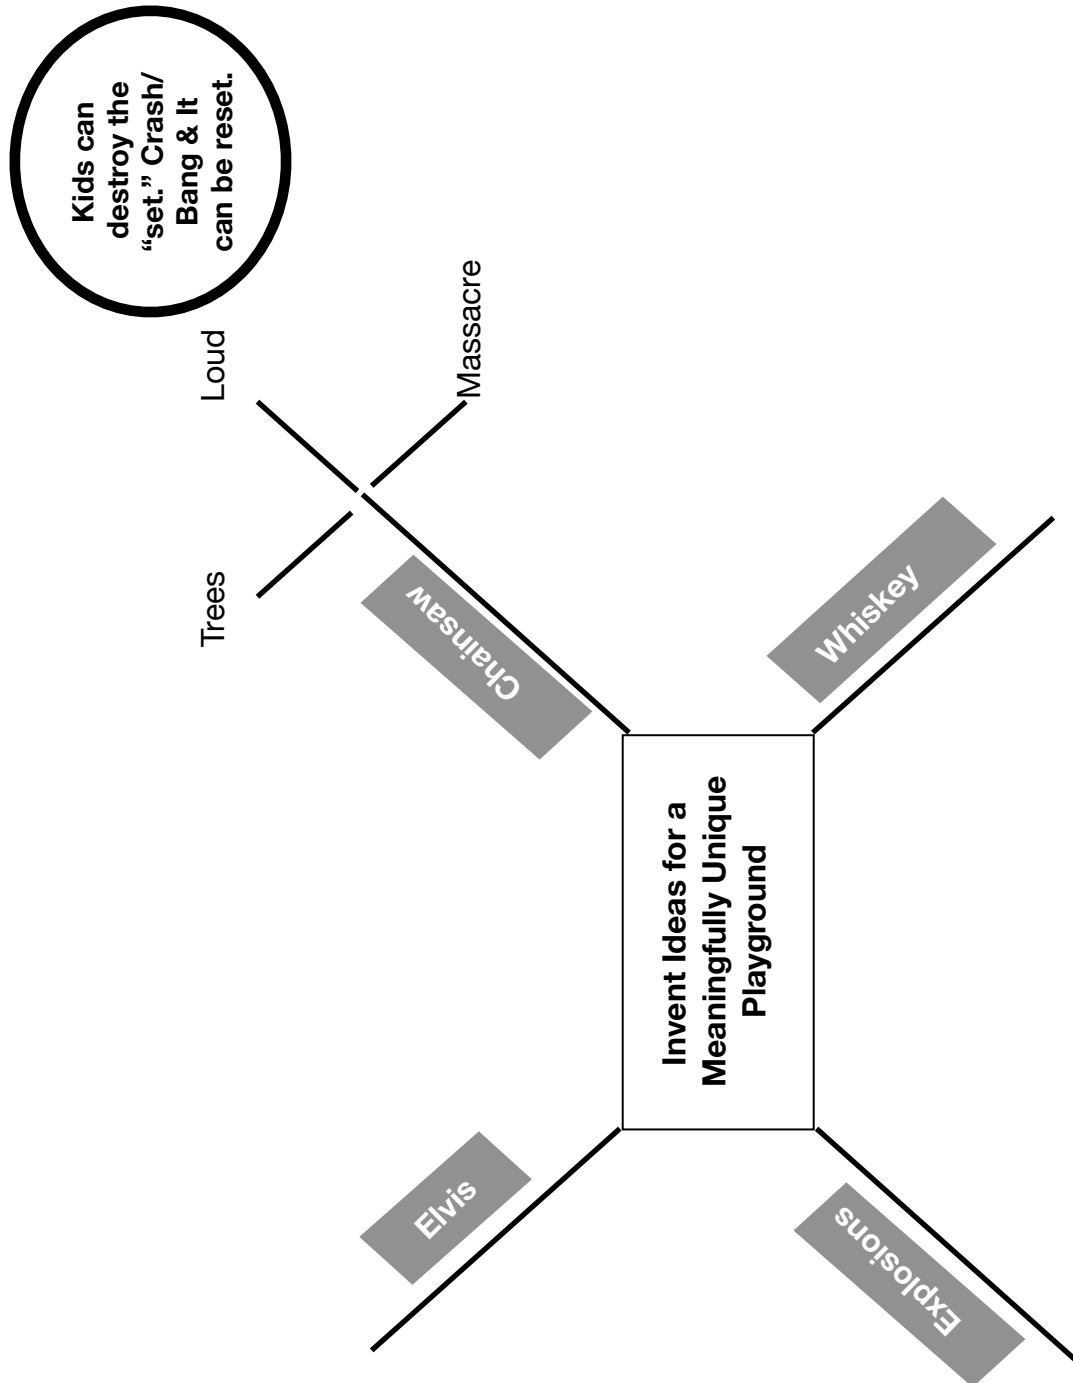 Elvis
Chainsaw
Trees
Loud
Massacre
Kids can
destroy the
“set.” Crash/
Bang & It
can be reset.
Invent Ideas for a
Meaningfully Unique
Playground
Explosions
Whiskey